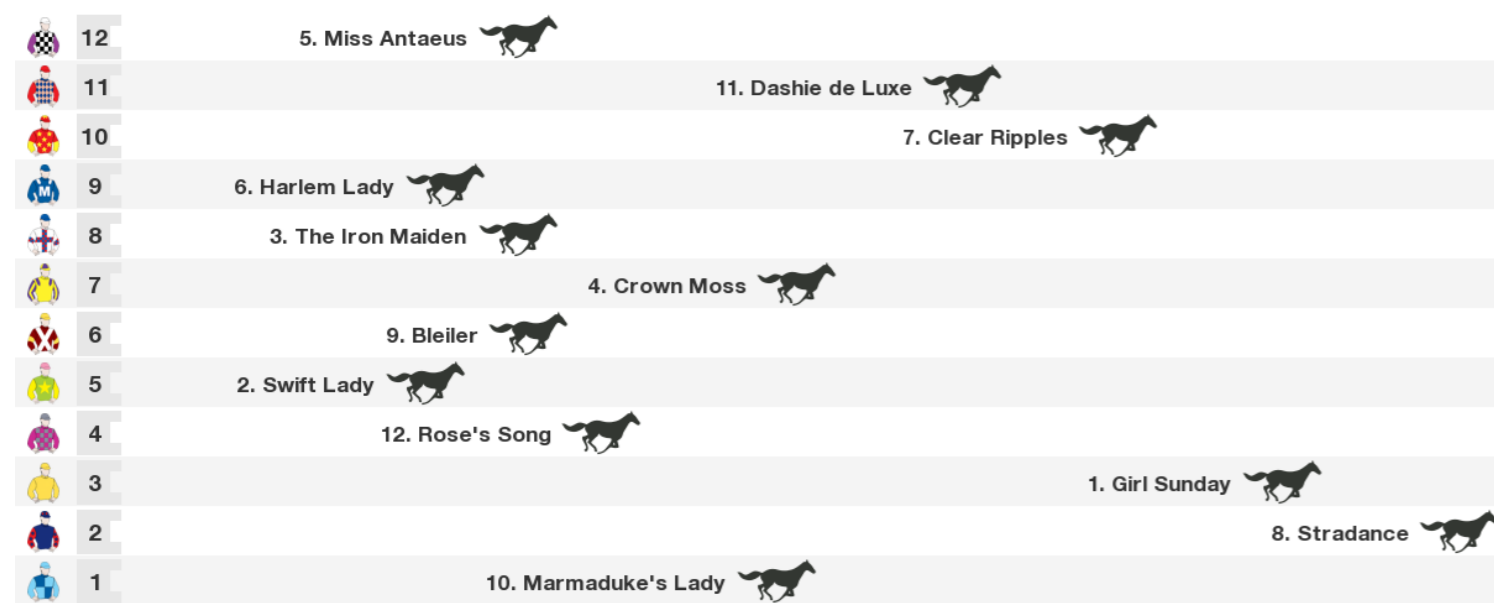 12 5. Miss Antaeus
11 11. Dashie de Luxe
10 7. Clear Ripples
M 9 6. Harlem Lady
8 3. The Iron Maiden
7 4. Crown Moss
6 9. Bleiler
5 2. Swift Lady
4 12. Rose's Song
3 1. Girl Sunday
2 8. Stradance
1 10. Marmaduke's Lady